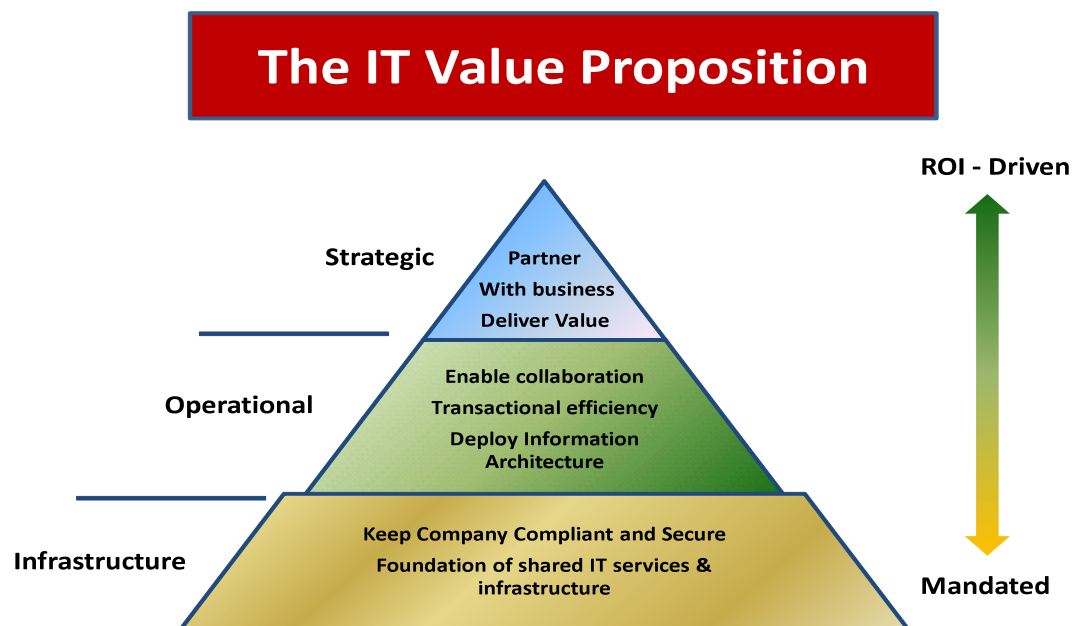 The IT Value Proposition
ROI - Driven
Strategic
Partner
With business
Deliver Value
Operational
Enable collaboration
Transactional efficiency
Deploy Information
Architecture
Infrastructure
Keep Company Compliant and Secure
Foundation of shared IT services &
infrastructure
Mandated